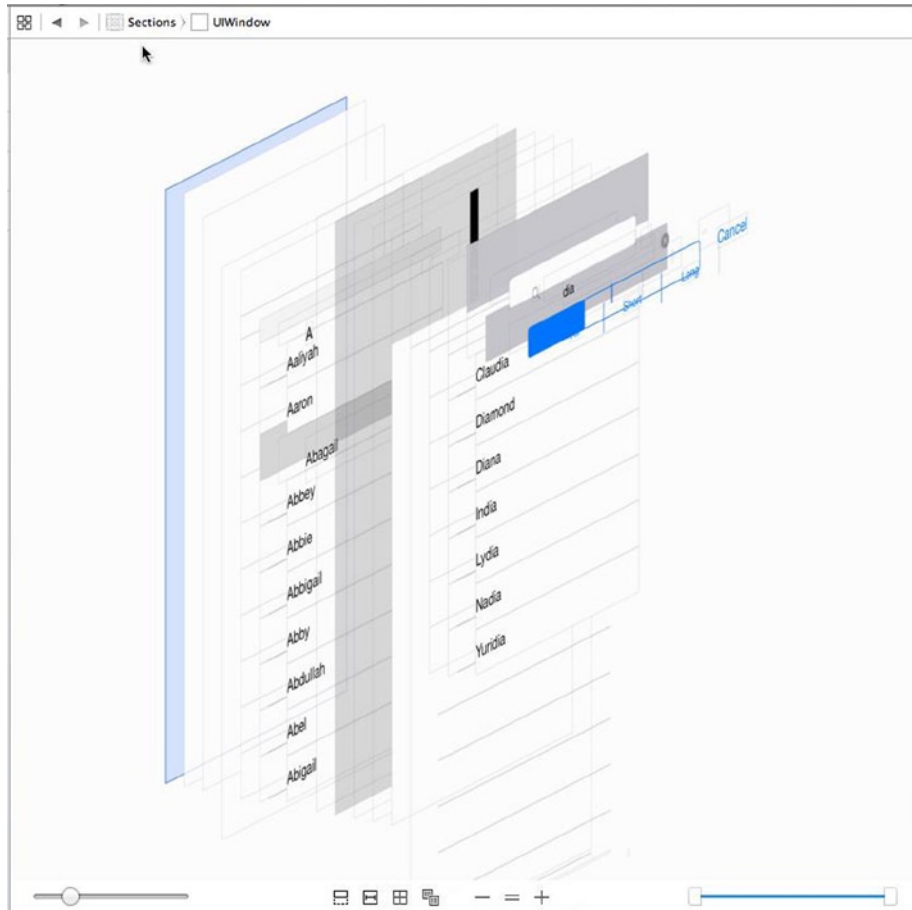 Sections UIWindow
Cancel
Long
dia
Short
A
Aaliyah
Aaron
Abagail
Abbey
Abbie
Abbigail
Abby
Abdullah
Abel
Abigail
Claudia
Diamond
Diana
India
Lydia
Nadia
Yuridia